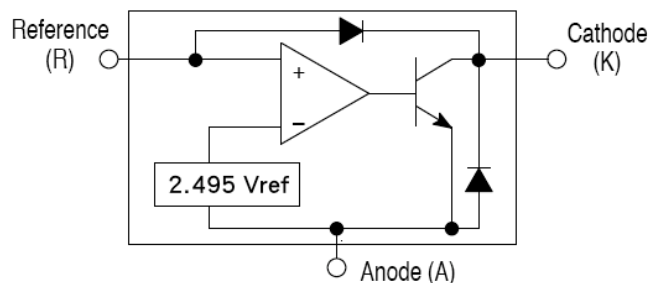 Reference
(R)
Cathode
(K)
+
−
2.495 Vref
Anode (A)